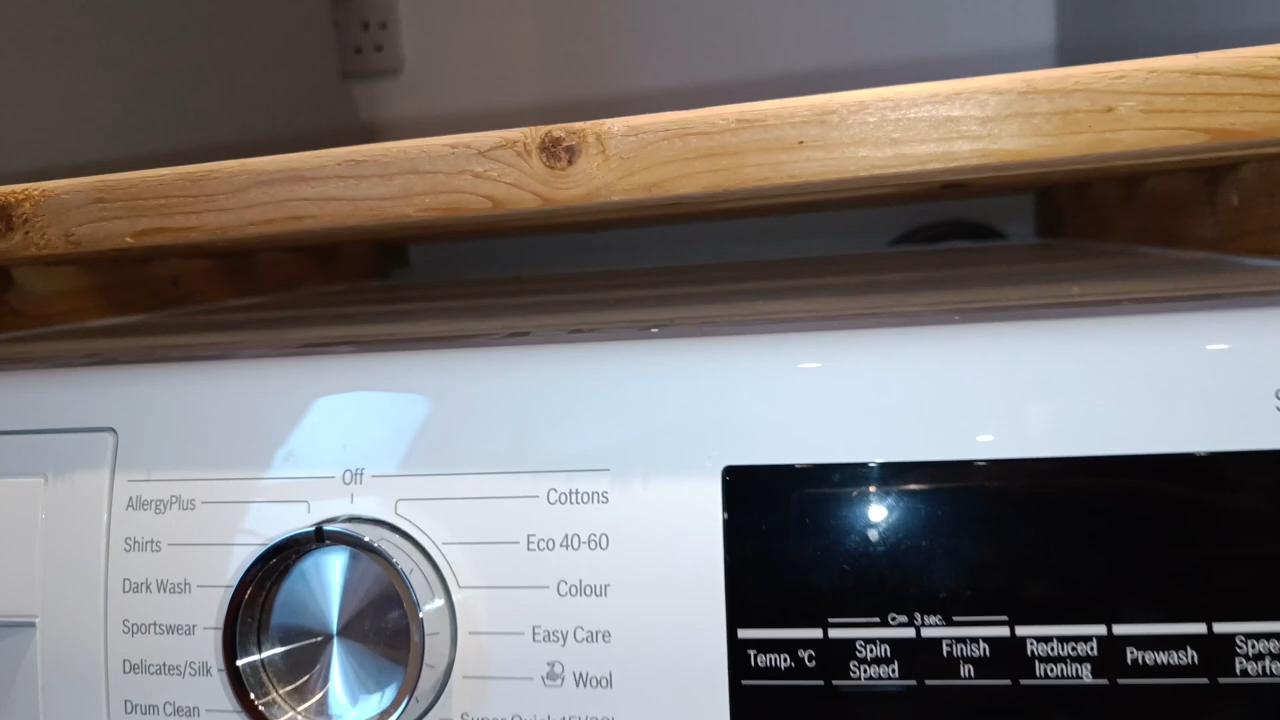 Off
AllergyPlus
Shirts
Dark Wash
Sportswear
Delicates/Silk
Drum Clean
Cottons
Eco 40-60
Colour
Easy Care
Wool
3 sec.
Temp. °C
Spin
Speed
Finish
in
Reduced
Ironing
Prewash